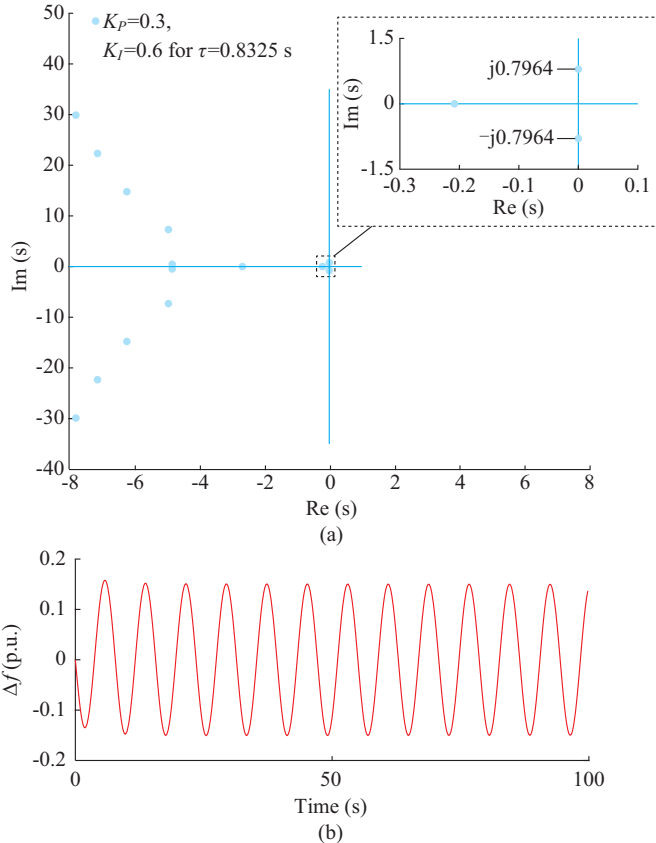 K_P=0.3,
K_I=0.6 for τ=0.8325 s
50
40
30
20
10
0
-10
-20
-30
-40
Im (s)
-8
-6
-4
-2
0
2
4
6
8
Re (s)
1.5
0
-1.5
Im (s)
j0.7964
−j0.7964
-0.3
-0.2
-0.1
0
0.1
Re (s)
(a)
0.2
0.1
0
-0.1
-0.2
Δf (p.u.)
0
50
100
Time (s)
(b)